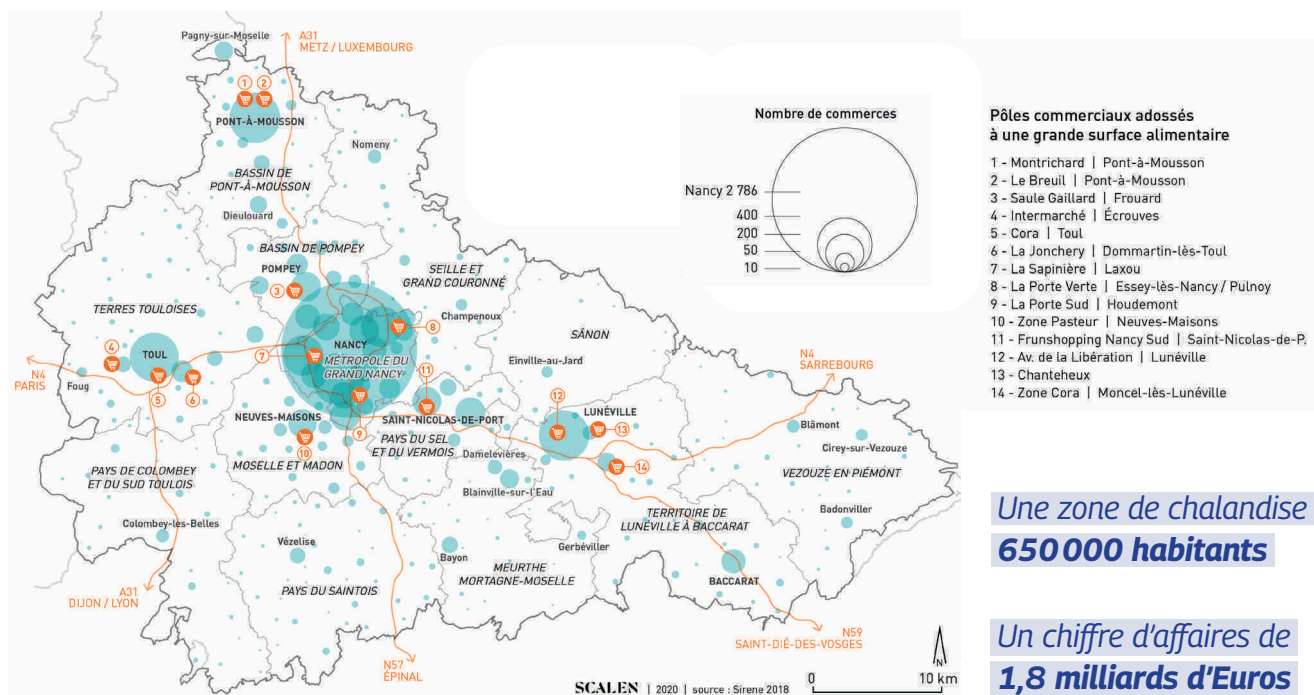 Pagny-sur-Moselle
A31
METZ / LUXEMBOURG
1
2
PONT-À-MOUSSON
Nomeny
BASSIN DE
PONT-À-MOUSSON
Dieulouard
BASSIN DE POMPEY
POMPEY
3
SEILLE ET
GRAND COURONNÉ
TERRES TOULOISES
Champenoux
8
SÂNON
4
TOUL
7
NANCY
MÉTROPOLE DU
GRAND NANCY
Einville-au-Jard
N4
PARIS
Foug
5
6
11
N4
SARREBOURG
NEUVES-MAISONS
9
SAINT-NICOLAS-DE-PORT
12
LUNÉVILLE
13
10
PAYS DU SEL
ET DU VERMOIS
Blâmont
Cirey-sur-Vezouze
MOSELLE ET MADON
Damelevières
14
PAYS DE COLOMBEY
ET DU SUD TOULOIS
Blainville-sur-l'Eau
VEZOUZE EN PIÉMONT
Colombey-les-Belles
TERRITOIRE DE
LUNÉVILLE À BACCARAT
Badonviller
Vézelise
Bayon
Gerbéviller
MEURTHE
MORTAGNE-MOSELLE
BACCARAT
PAYS DU SAINTOIS
A31
DIJON / LYON
N57
ÉPINAL
N59
SAINT-DIÉ-DES-VOSGES
SCALEN | 2020 | source : Sirene 2018
N
0 10 km
Nombre de commerces
Nancy 2 786
400
200
50
10
Pôles commerciaux adossés
à une grande surface alimentaire
1 - Montrichard | Pont-à-Mousson
2 - Le Breuil | Pont-à-Mousson
3 - Saule Gaillard | Frouard
4 - Intermarché | Écrouves
5 - Cora | Toul
6 - La Jonchery | Dommartin-lès-Toul
7 - La Sapinière | Laxou
8 - La Porte Verte | Essey-lès-Nancy / Pulnoy
9 - La Porte Sud | Houdemont
10 - Zone Pasteur | Neuves-Maisons
11 - Frunshopping Nancy Sud | Saint-Nicolas-de-P.
12 - Av. de la Libération | Lunéville
13 - Chanteheux
14 - Zone Cora | Moncel-lès-Lunéville
Une zone de chalandise
650 000 habitants
Un chiffre d'affaires de
1,8 milliards d'Euros